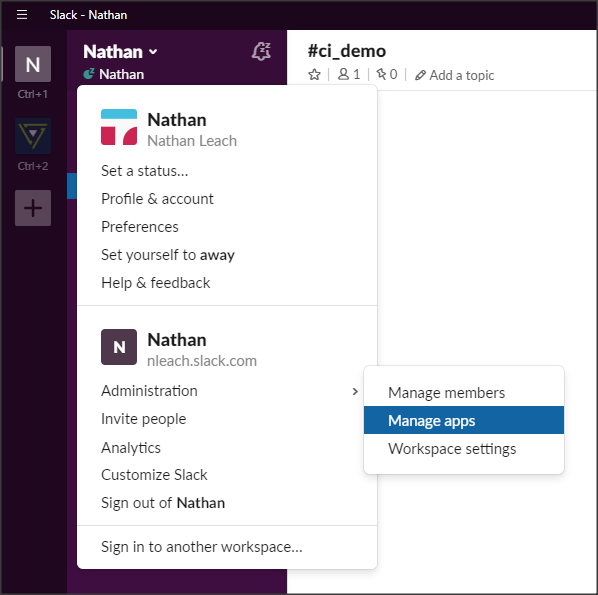 Slack - Nathan
N
Ctrl+1
Ctrl+2
Nathan
Nathan
#ci_demo
1
0
Add a topic
Nathan
Nathan Leach
Set a status...
Profile & account
Preferences
Set yourself to away
Help & feedback
N
Nathan
nleach.slack.com
Administration
Invite people
Analytics
Customize Slack
Sign out of Nathan
Sign in to another workspace...
Manage members
Manage apps
Workspace settings